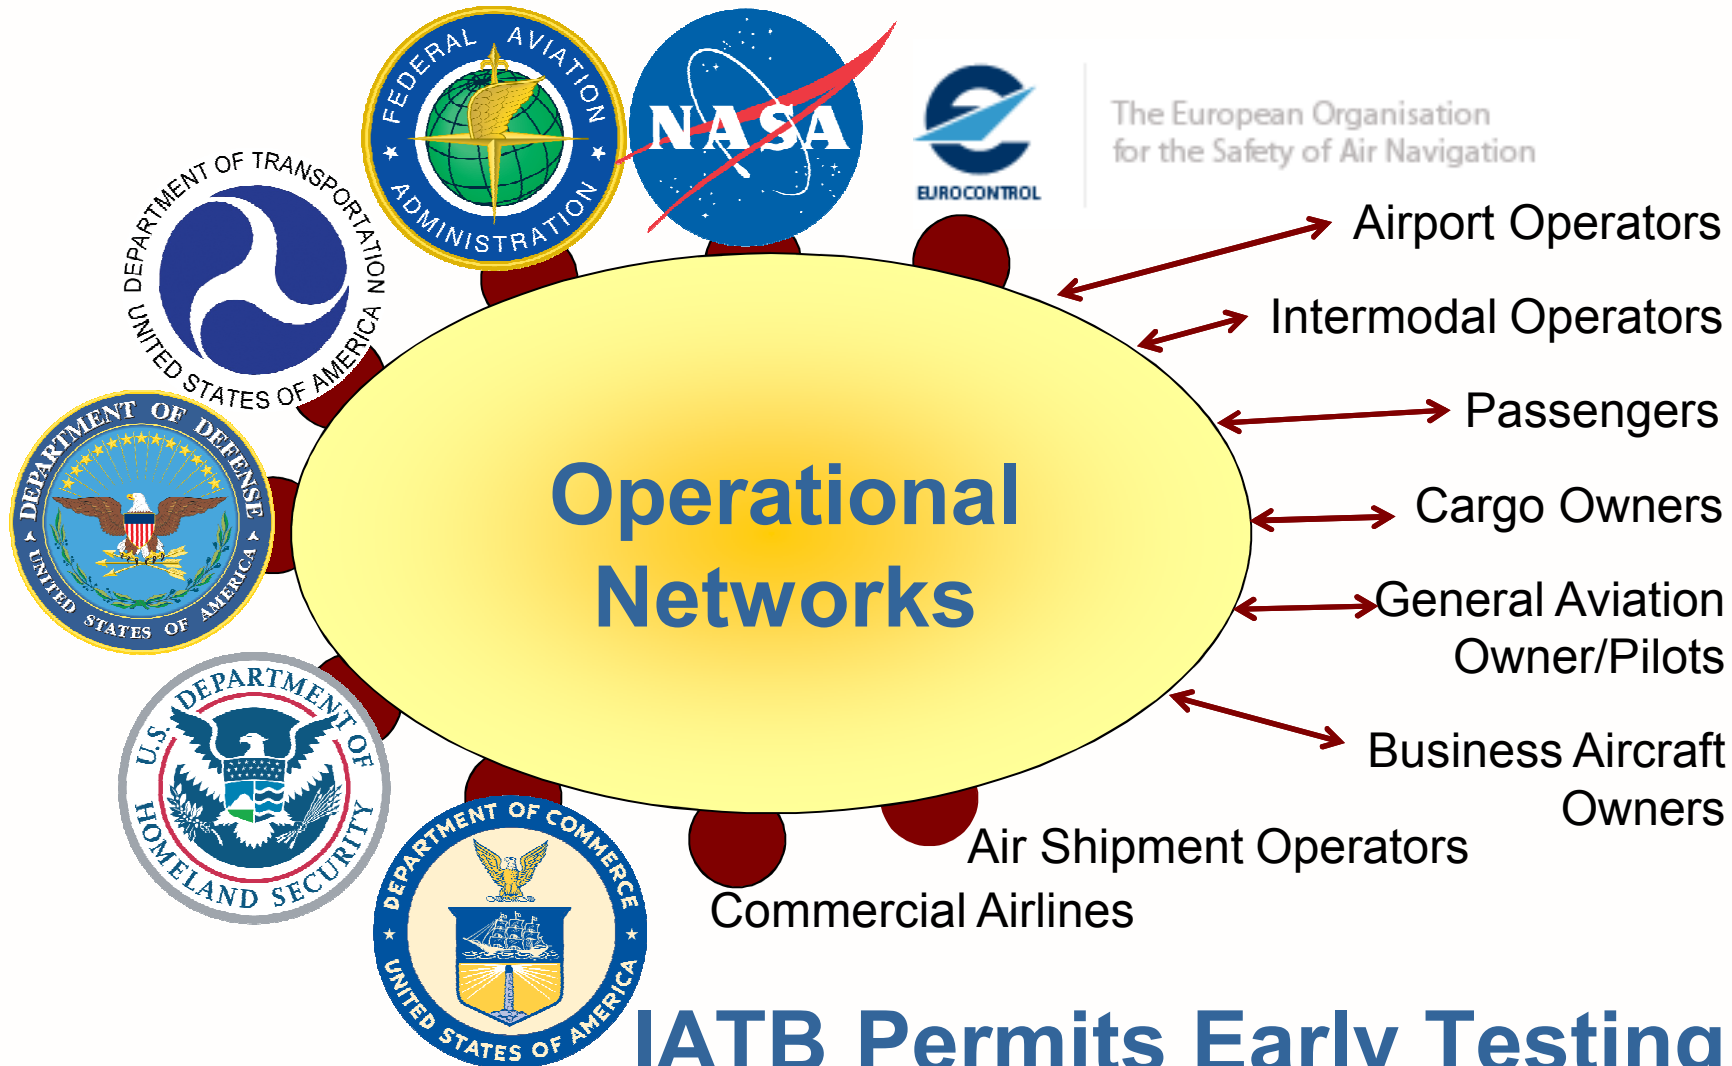 FEDERAL AVIATION
ADMINISTRATION
NASA
EUROCONTROL
The European Organisation
for the Safety of Air Navigation
DEPARTMENT OF TRANSPORTATION
UNITED STATES OF AMERICA
DEPARTMENT OF DEFENSE
UNITED STATES OF AMERICA
U.S. DEPARTMENT OF
HOMELAND SECURITY
DEPARTMENT OF COMMERCE
UNITED STATES OF AMERICA
Operational
Networks
Airport Operators
Intermodal Operators
Passengers
Cargo Owners
General Aviation
Owner/Pilots
Business Aircraft
Owners
Air Shipment Operators
Commercial Airlines
IATB Permits Early Testing